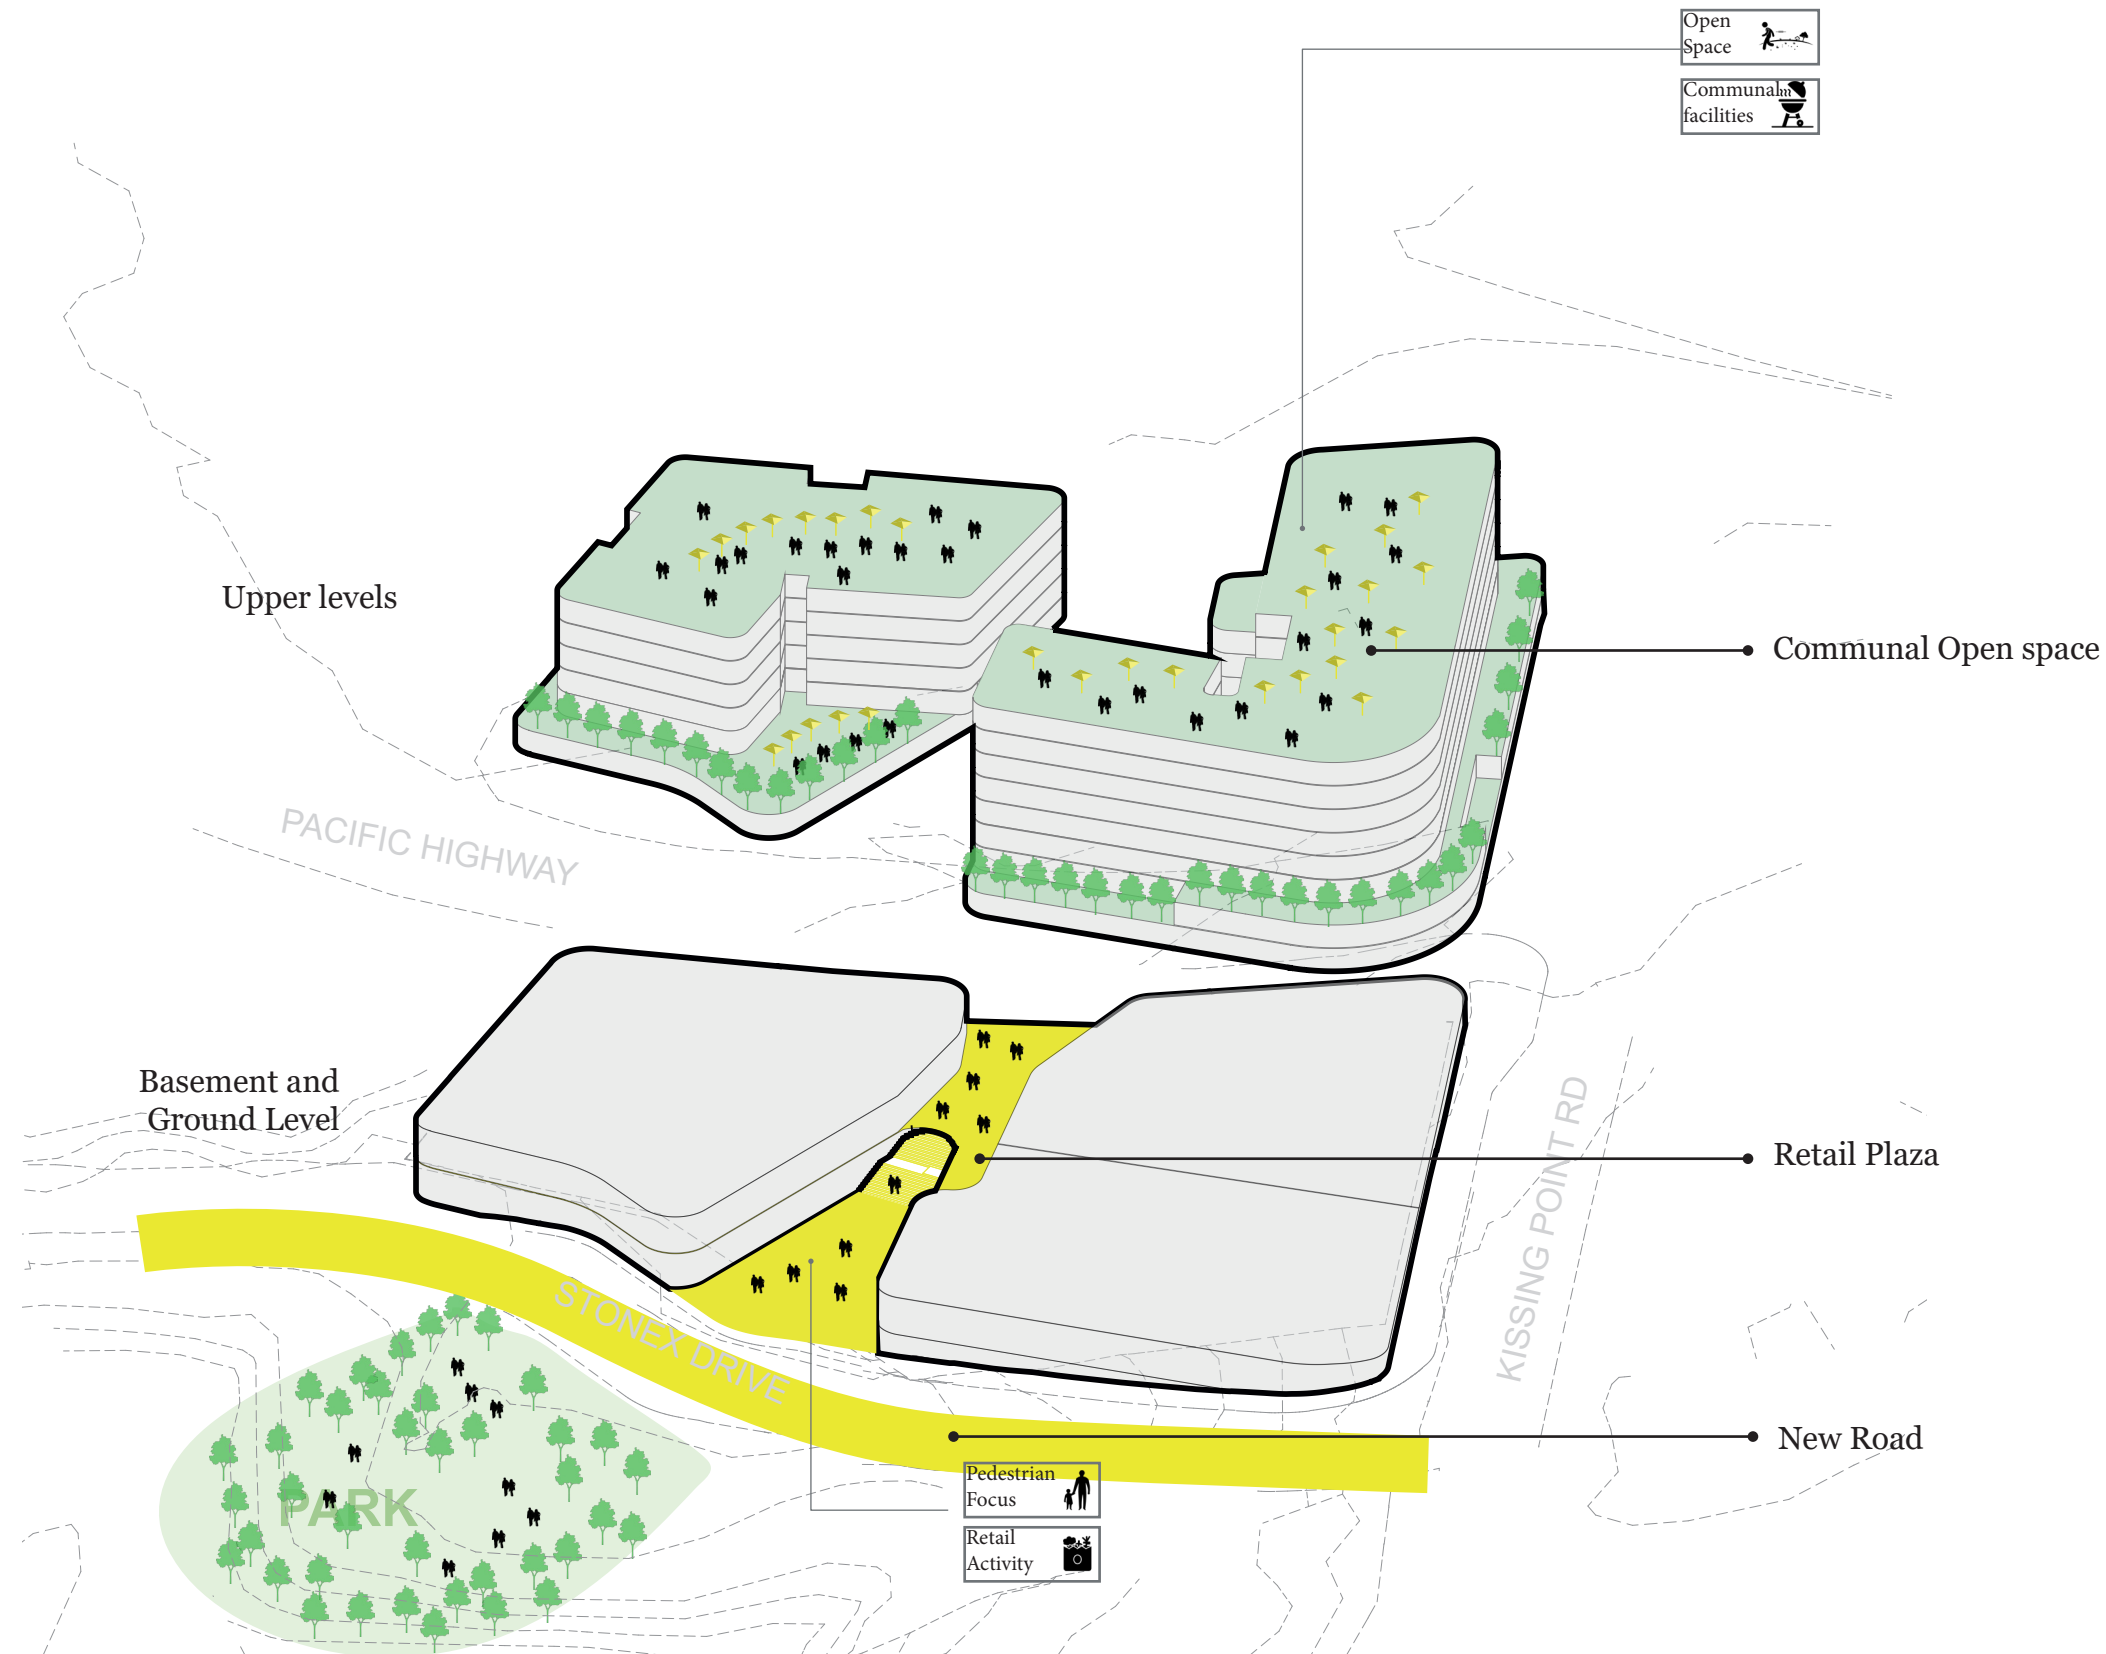 Open
Space
Communal
facilities
Upper levels
Communal Open space
PACIFIC HIGHWAY
Basement and
Ground Level
Retail Plaza
KISSING POINT RD
STONEX DRIVE
New Road
Pedestrian
Focus
PARK
Retail
Activity